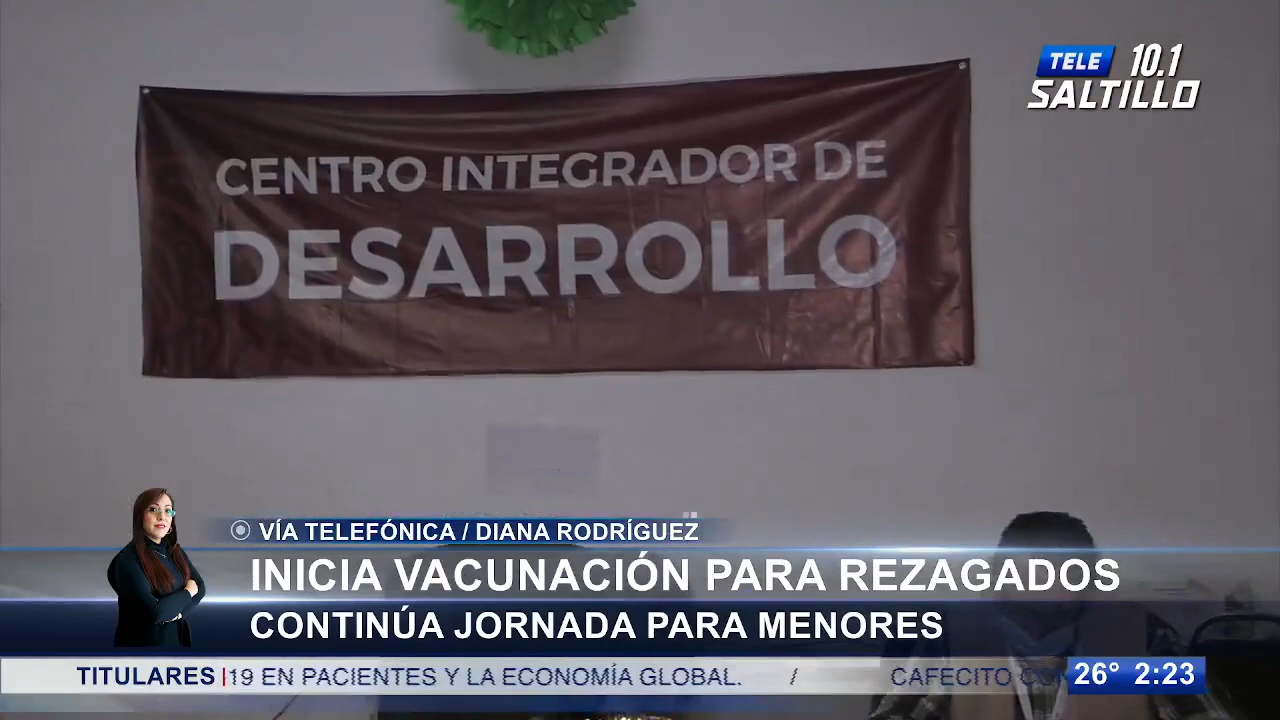 TELE 10.1
SALTILLO
CENTRO INTEGRADOR DE
DESARROLLO
VÍA TELEFÓNICA / DIANA RODRÍGUEZ
INICIA VACUNACIÓN PARA REZAGADOS
CONTINÚA JORNADA PARA MENORES
TITULARES 19 EN PACIENTES Y LA ECONOMÍA GLOBAL. / CAFECITO CON 26° 2:23